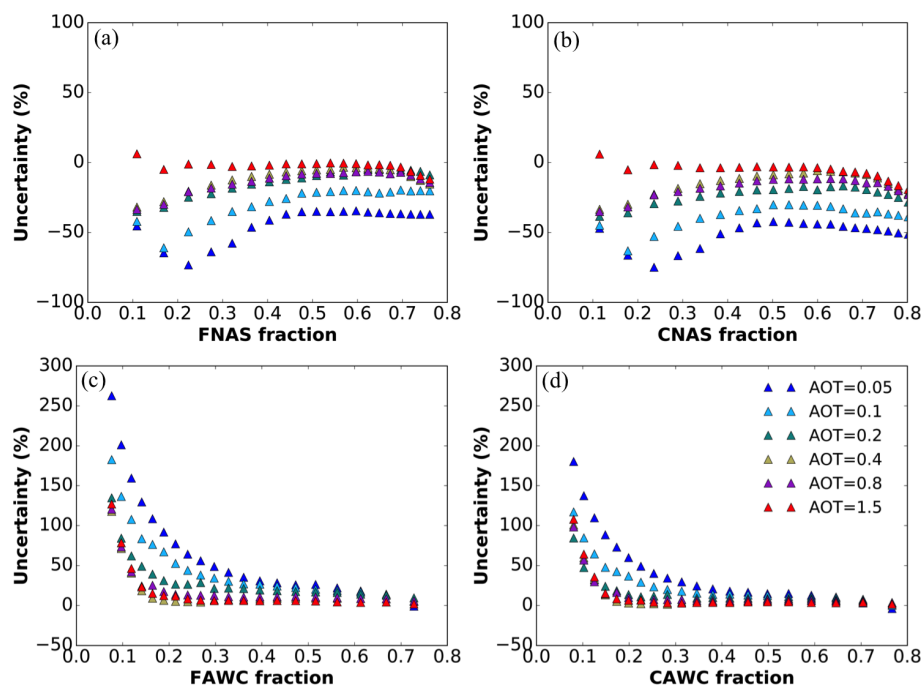 (a)
100
50
0
−50
−100
Uncertainty (%)
0.0 0.1 0.2 0.3 0.4 0.5 0.6 0.7 0.8
FNAS fraction
(b)
100
50
0
−50
−100
Uncertainty (%)
0.0 0.1 0.2 0.3 0.4 0.5 0.6 0.7 0.8
CNAS fraction
(c)
300
250
200
150
100
50
0
−50
Uncertainty (%)
0.0 0.1 0.2 0.3 0.4 0.5 0.6 0.7 0.8
FAWC fraction
(d)
300
250
200
150
100
50
0
−50
Uncertainty (%)
AOT=0.05
AOT=0.1
AOT=0.2
AOT=0.4
AOT=0.8
AOT=1.5
0.0 0.1 0.2 0.3 0.4 0.5 0.6 0.7 0.8
CAWC fraction